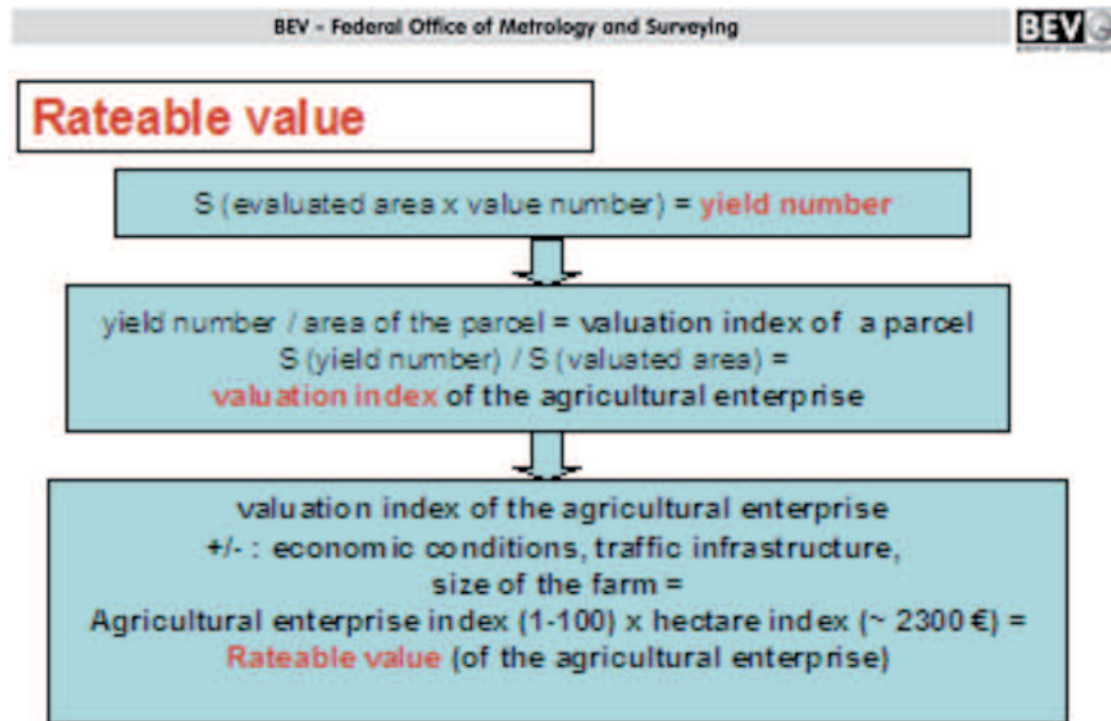 BEV - Federal Office of Metrology and Surveying
BEV
Rateable value
S (evaluated area x value number) = yield number
yield number / area of the parcel = valuation index of a parcel
S (yield number) / S (valuated area) =
valuation index of the agricultural enterprise
valuation index of the agricultural enterprise
+/- : economic conditions, traffic infrastructure,
size of the farm =
Agricultural enterprise index (1-100) x hectare index (~ 2300 €) =
Rateable value (of the agricultural enterprise)